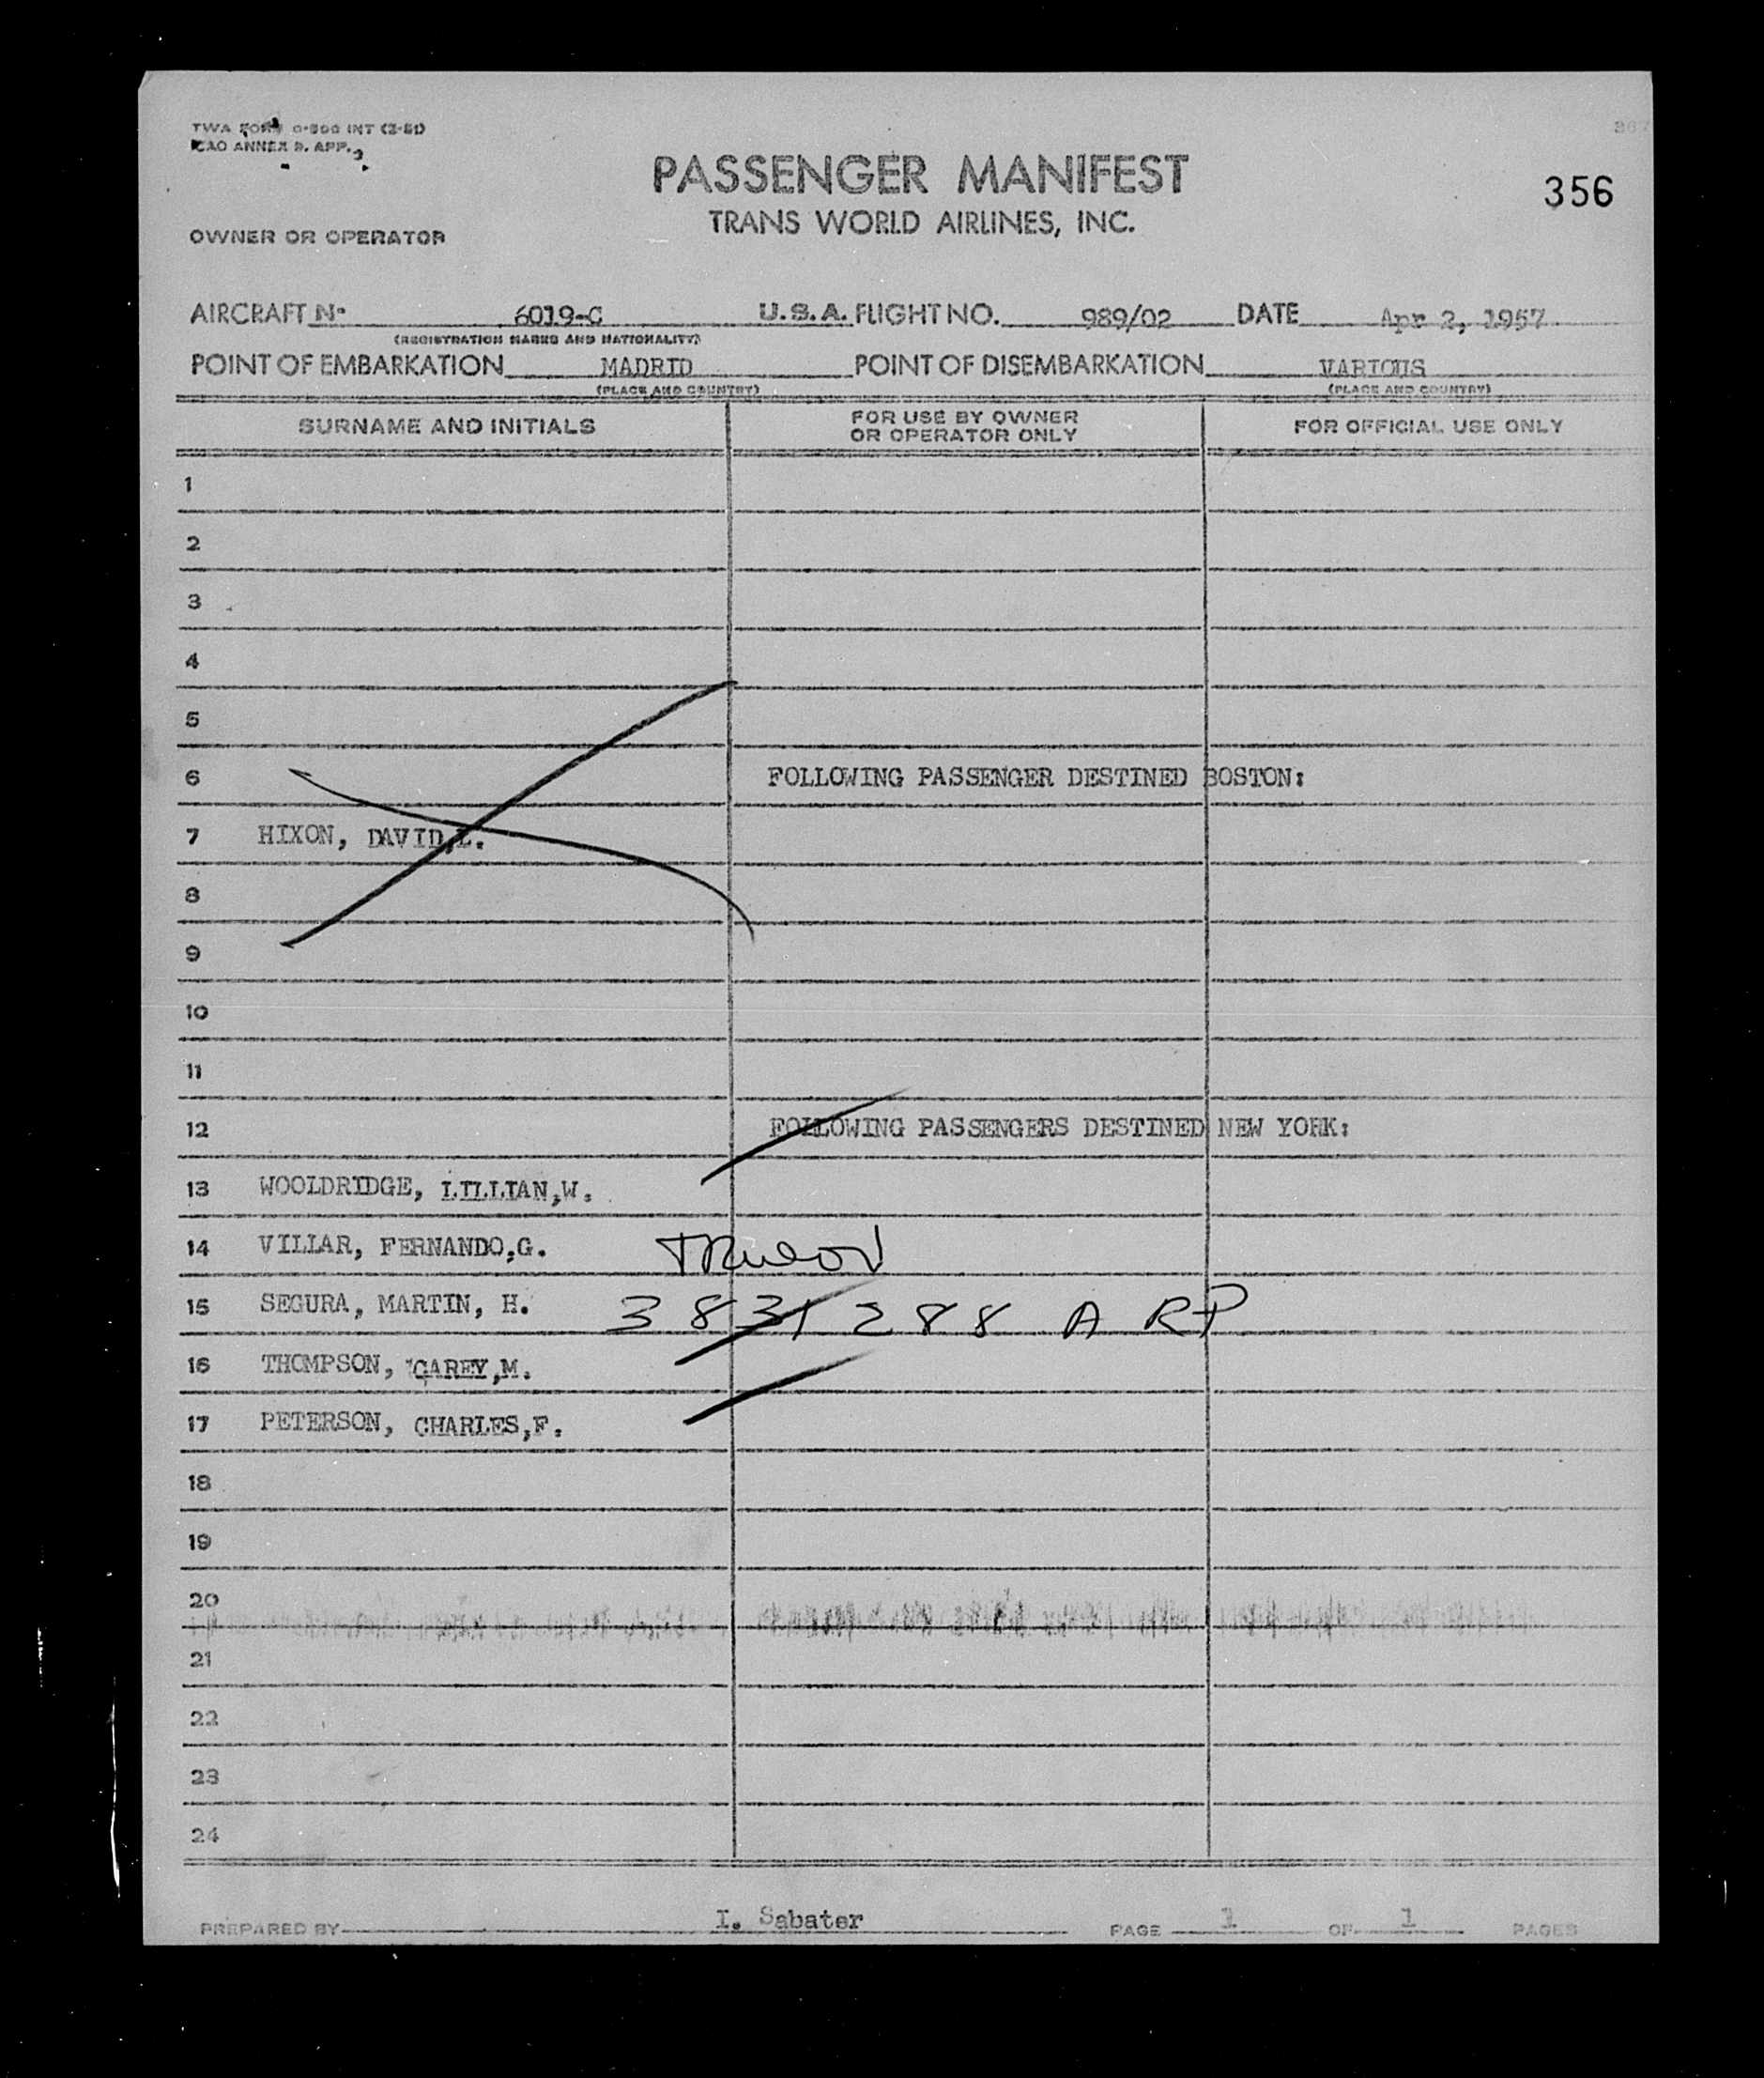 TWA FORM 0-500 INT (3-51)
ICAO ANNEX 9. APP. 3
PASSENGER MANIFEST
356
TRANS WORLD AIRLINES, INC.
OWNER OR OPERATOR
AIRCRAFT N- 6019-C U.S.A. FLIGHT NO. 989/02 DATE Apr 2, 1957
(REGISTRATION MARKS AND NATIONALITY)
POINT OF EMBARKATION MADRID POINT OF DISEMBARKATION VARIOUS
(PLACE AND COUNTRY) (PLACE AND COUNTRY)
SURNAME AND INITIALS FOR USE BY OWNER OR OPERATOR ONLY FOR OFFICIAL USE ONLY
1
2
3
4
5
6 FOLLOWING PASSENGER DESTINED BOSTON:
7 HIXON, DAVID,L.
8
9
10
11
12 FOLLOWING PASSENGERS DESTINED NEW YORK:
13 WOOLDRIDGE, LILLIAN,W.
14 VILLAR, FERNANDO,G.
15 SEGURA, MARTIN, H. 3831288 A RP
16 THOMPSON, CAREY,M.
17 PETERSON, CHARLES,F.
18
19
20
21
22
23
24
PREPARED BY I. Sabater PAGE 1 OF 1 PAGES